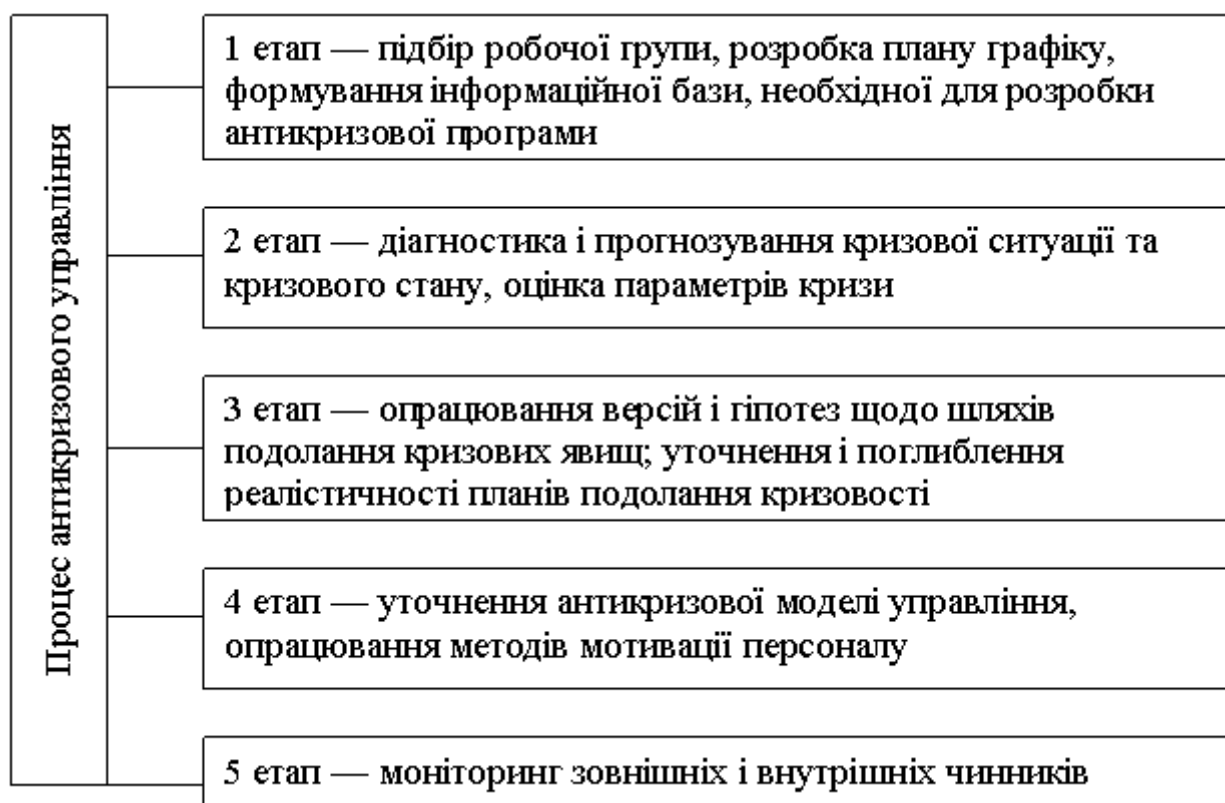 Процес антикризового управління
1 етап — підбір робочої групи, розробка плану графіку,
формування інформаційної бази, необхідної для розробки
антикризової програми
2 етап — діагностика і прогнозування кризової ситуації та
кризового стану, оцінка параметрів кризи
3 етап — опрацювання версій і гіпотез щодо шляхів
подолання кризових явищ; уточнення і поглиблення
реалістичності планів подолання кризовості
4 етап — уточнення антикризової моделі управління,
опрацювання методів мотивації персоналу
5 етап — моніторинг зовнішніх і внутрішніх чинників